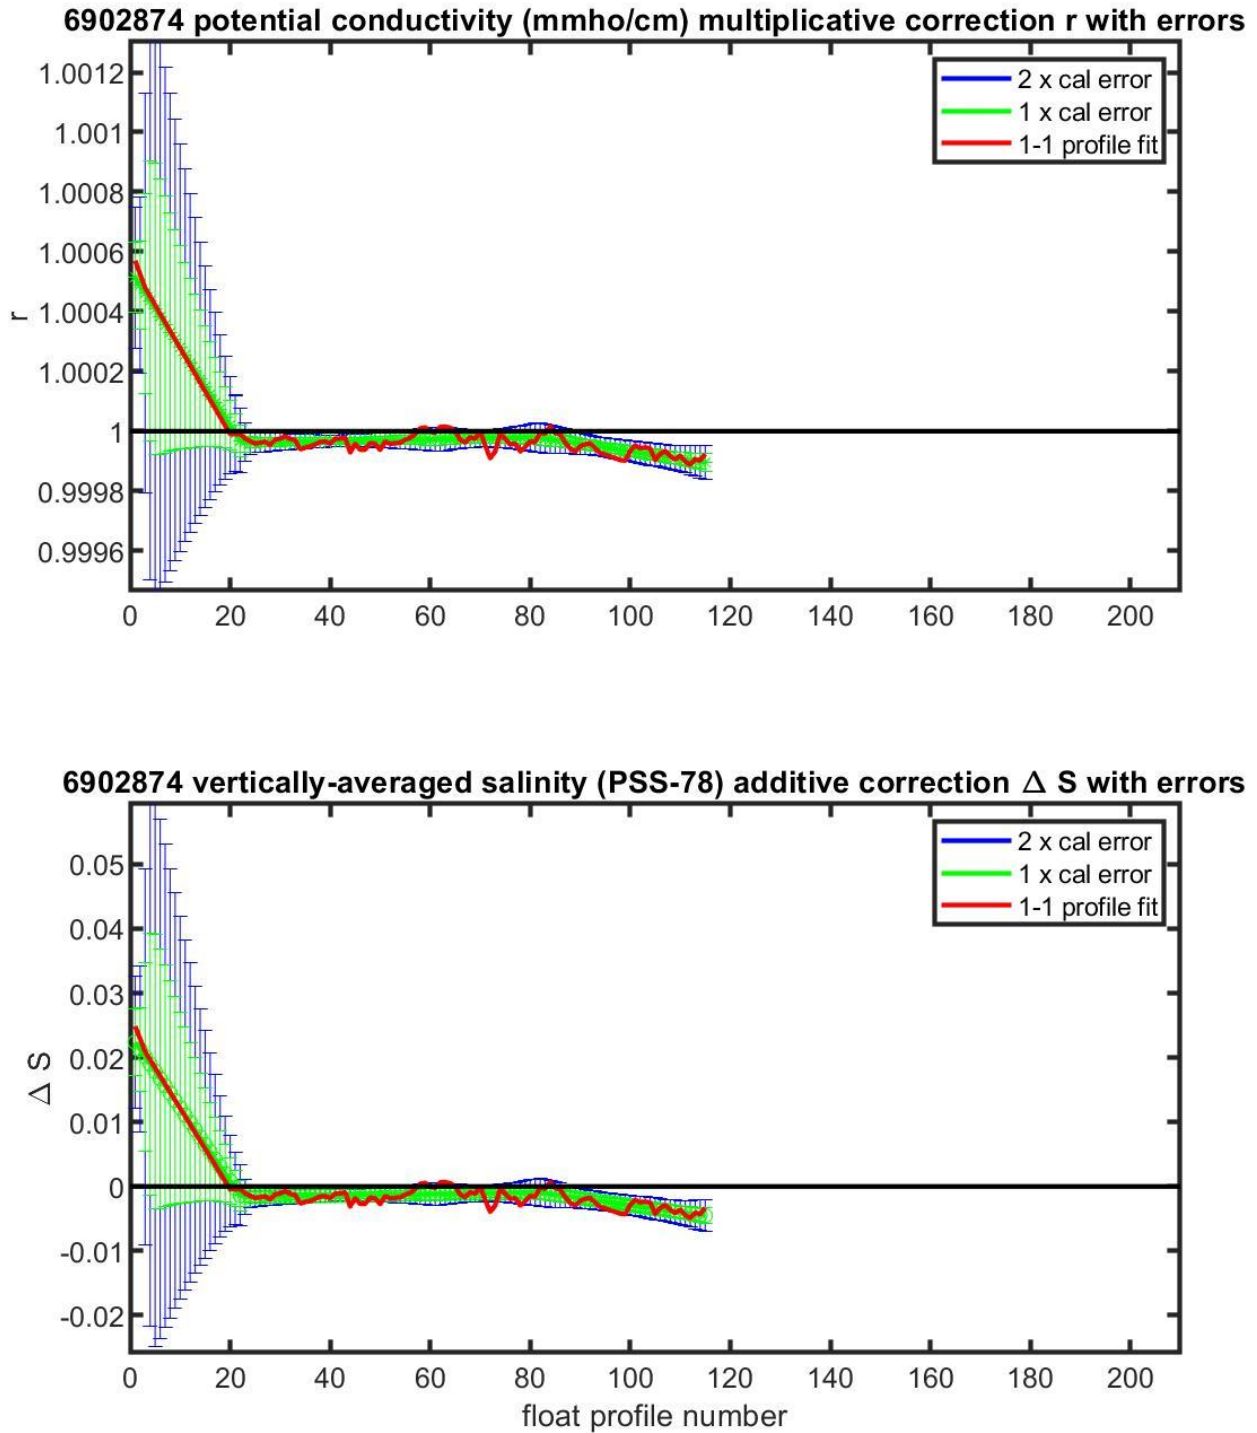 6902874 potential conductivity (mmho/cm) multiplicative correction r with errors
2 x cal error
1 x cal error
1-1 profile fit
1.0012
1.001
1.0008
1.0006
1.0004
1.0002
1
0.9998
0.9996
r
0 20 40 60 80 100 120 140 160 180 200
6902874 vertically-averaged salinity (PSS-78) additive correction Δ S with errors
2 x cal error
1 x cal error
1-1 profile fit
0.05
0.04
0.03
0.02
0.01
0
-0.01
-0.02
Δ S
0 20 40 60 80 100 120 140 160 180 200
float profile number